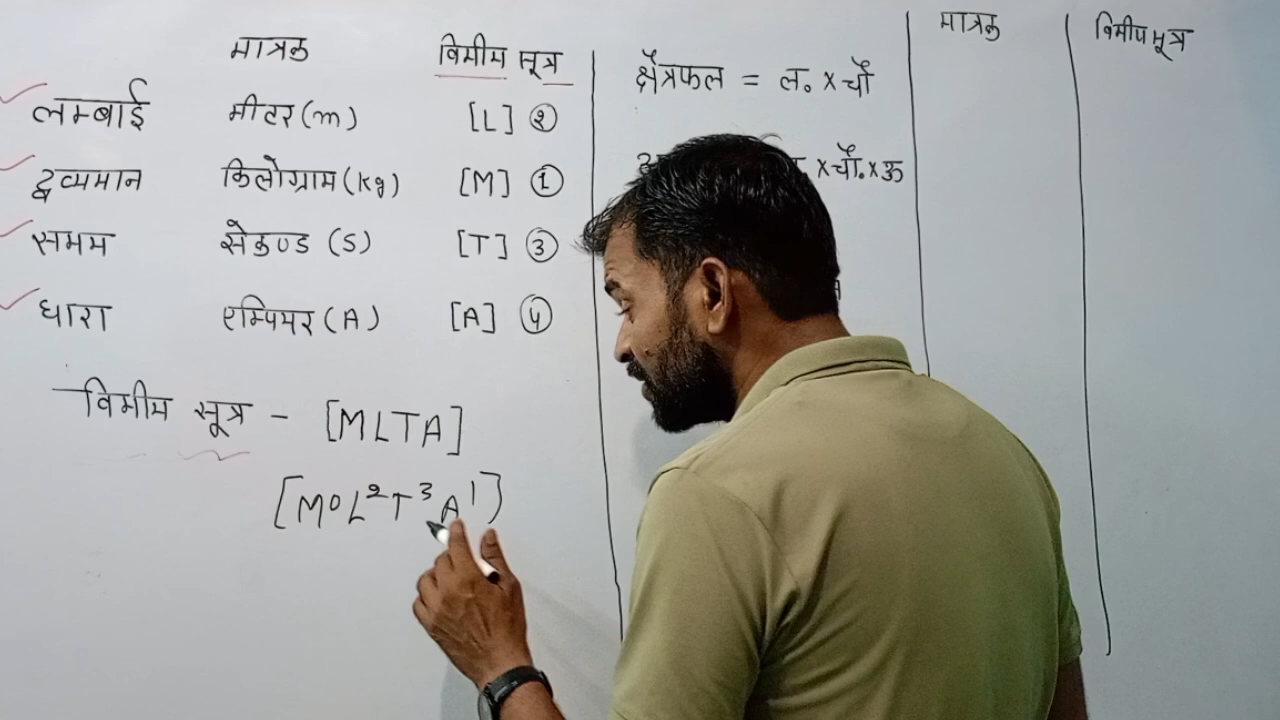 मात्रक विमीय सूत्र
लम्बाई मीटर (m) [L] ②
द्रव्यमान किलोग्राम (kg) [M] ①
समय सेकण्ड (S) [T] ③
धारा एम्पियर (A) [A] ④
विमीय सूत्र - [MLTA]
[M⁰L²T³A¹]
क्षैत्रफल = ल. × चौ
× चौ. × ऊ
मात्रक
विमीय सूत्र